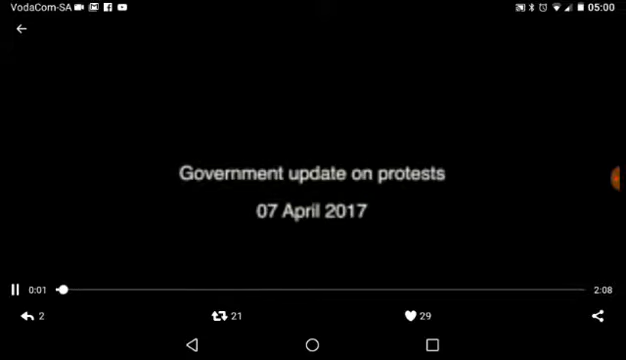 VodaCom-SA 05:00
Government update on protests
07 April 2017
0:01 2:08
2 21 29